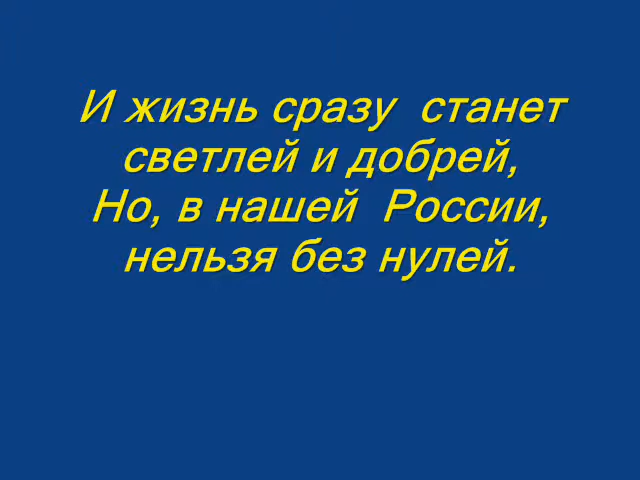 И жизнь сразу станет
светлей и добрей,
Но, в нашей России,
нельзя без нулей.